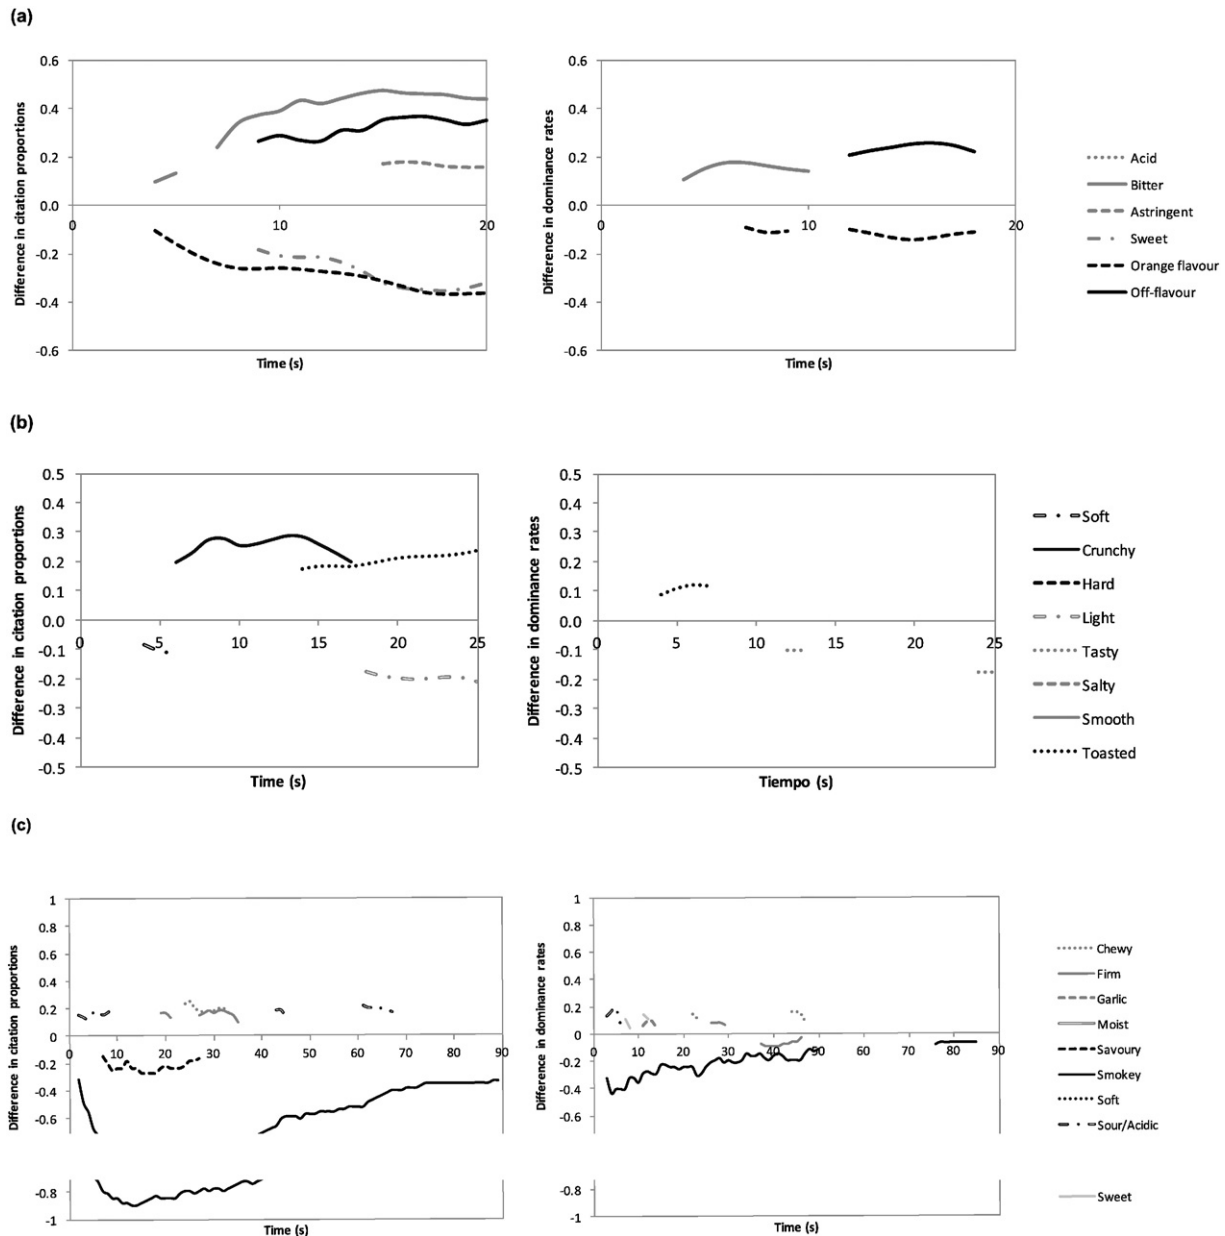 (a)
Difference in citation proportions
0.6
0.4
0.2
0.0
-0.2
-0.4
-0.6
0
10
20
Time (s)
Difference in dominance rates
0.6
0.4
0.2
0.0
-0.2
-0.4
-0.6
0
10
20
Time (s)
Acid
Bitter
Astringent
Sweet
Orange flavour
Off-flavour
(b)
Difference in citation proportions
0.5
0.4
0.3
0.2
0.1
0.0
-0.1
-0.2
-0.3
-0.4
-0.5
0
5
10
15
20
25
Time (s)
Difference in dominance rates
0.5
0.4
0.3
0.2
0.1
0.0
-0.1
-0.2
-0.3
-0.4
-0.5
0
5
10
15
20
25
Tiempo (s)
Soft
Crunchy
Hard
Light
Tasty
Salty
Smooth
Toasted
(c)
Difference in citation proportions
1
0.8
0.6
0.4
0.2
0
-0.2
-0.4
-0.6
-0.8
-1
0 10 20 30 40 50 60 70 80 90
Time (s)
Difference in dominance rates
1
0.8
0.6
0.4
0.2
0
-0.2
-0.4
-0.6
-0.8
-1
0 10 20 30 40 50 60 70 80 90
Time (s)
Chewy
Firm
Garlic
Moist
Savoury
Smokey
Soft
Sour/Acidic
Sweet